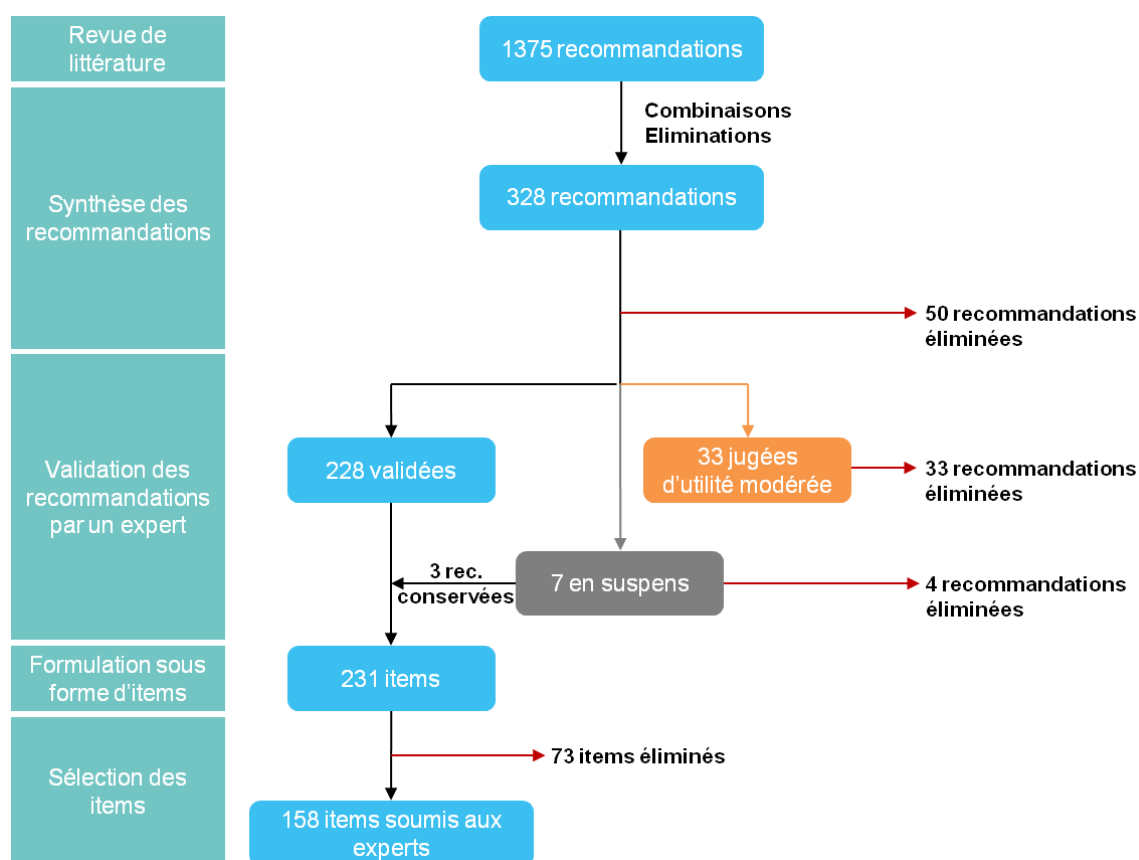 Revue de
littérature
1375 recommandations
Combinaisons
Eliminations
Synthèse des
recommandations
328 recommandations
50 recommandations
éliminées
Validation des
recommandations
par un expert
228 validées
33 jugées
d'utilité modérée
33 recommandations
éliminées
3 rec.
conservées
7 en suspens
4 recommandations
éliminées
Formulation sous
forme d'items
231 items
73 items éliminés
Sélection des
items
158 items soumis aux
experts